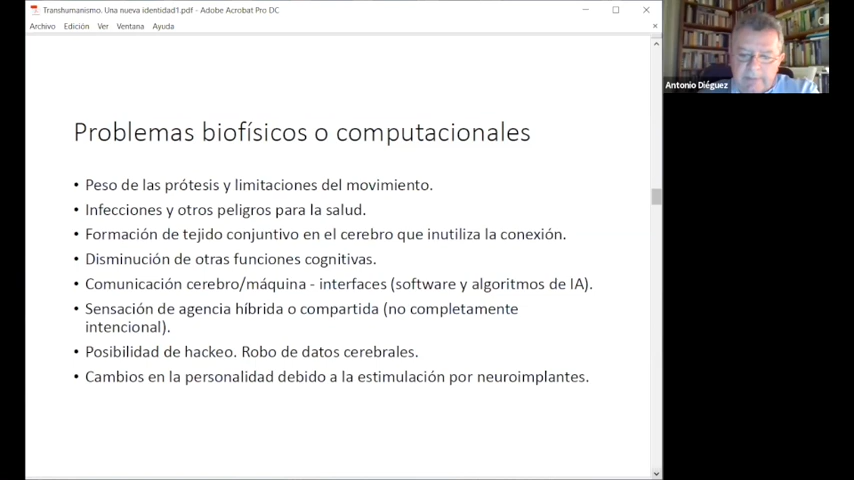 Transhumanismo. Una nueva identidad1.pdf - Adobe Acrobat Pro DC
Archivo Edición Ver Ventana Ayuda
Antonio Diéguez
Problemas biofísicos o computacionales
• Peso de las prótesis y limitaciones del movimiento.
• Infecciones y otros peligros para la salud.
• Formación de tejido conjuntivo en el cerebro que inutiliza la conexión.
• Disminución de otras funciones cognitivas.
• Comunicación cerebro/máquina - interfaces (software y algoritmos de IA).
• Sensación de agencia híbrida o compartida (no completamente
intencional).
• Posibilidad de hackeo. Robo de datos cerebrales.
• Cambios en la personalidad debido a la estimulación por neuroimplantes.